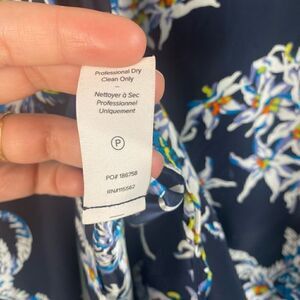 Professional Dry
Clean Only
–
Nettoyer à Sec
Professionnel
Uniquement
P
PO# 186758
RN#115562